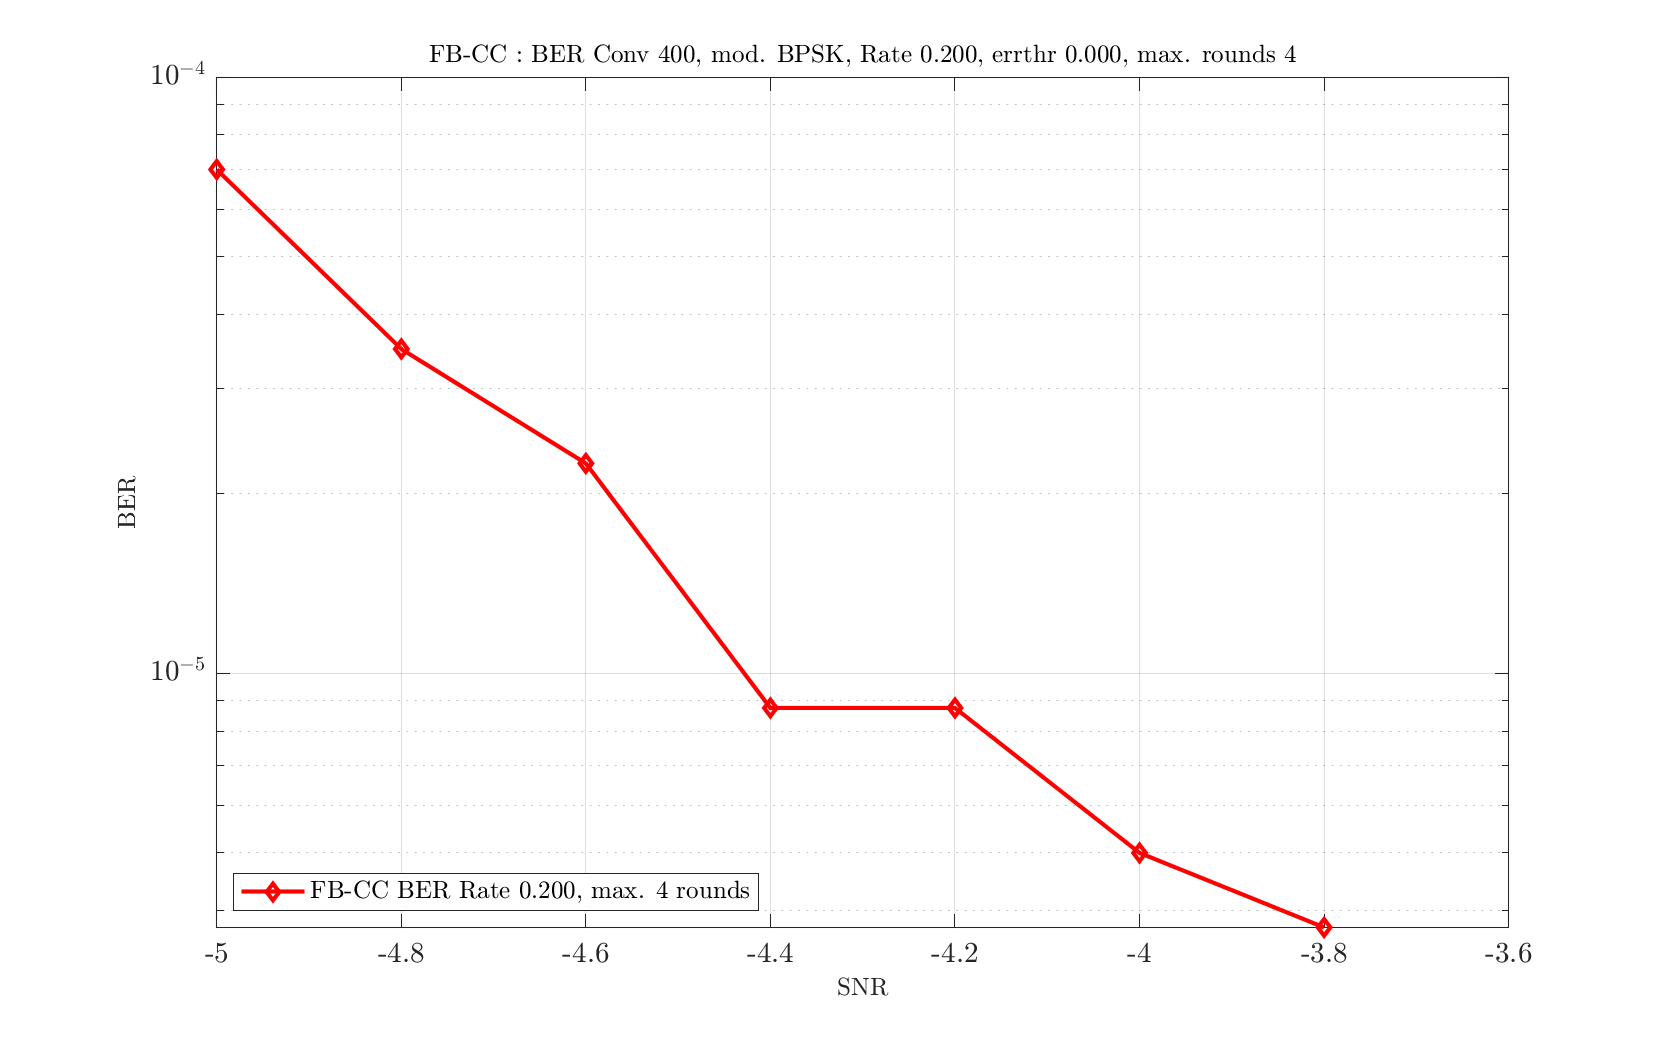 FB-CC : BER Conv 400, mod. BPSK, Rate 0.200, errthr 0.000, max. rounds 4
10⁻⁴
BER
10⁻⁵
FB-CC BER Rate 0.200, max. 4 rounds
-5 -4.8 -4.6 -4.4 -4.2 -4 -3.8 -3.6
SNR